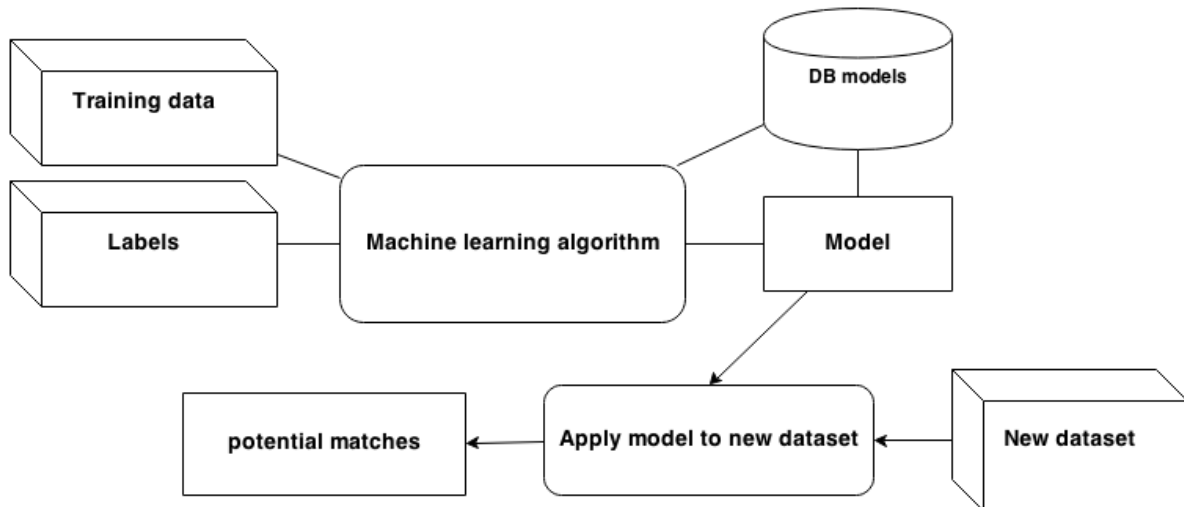 Training data
DB models
Labels
Machine learning algorithm
Model
potential matches
Apply model to new dataset
New dataset